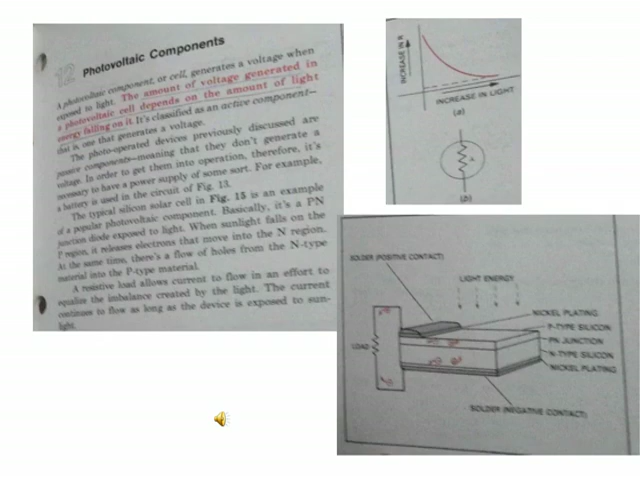 12 Photovoltaic Components
A photovoltaic component, or cell, generates a voltage when
exposed to light. The amount of voltage generated in
a photovoltaic cell depends on the amount of light
energy falling on it. It's classified as an active component—
that is, one that generates a voltage.
The photo-operated devices previously discussed are
passive components—meaning that they don't generate a
voltage. In order to get them into operation, therefore, it's
necessary to have a power supply of some sort. For example,
a battery is used in the circuit of Fig. 13.
The typical silicon solar cell in Fig. 15 is an example
of a popular photovoltaic component. Basically, it's a PN
junction diode exposed to light. When sunlight falls on the
P region, it releases electrons that move into the N region.
At the same time, there's a flow of holes from the N-type
material into the P-type material.
A resistive load allows current to flow in an effort to
equalize the imbalance created by the light. The current
continues to flow as long as the device is exposed to sun-
light.
INCREASE IN R
INCREASE IN LIGHT
(a)
λ
(b)
SOLDER (POSITIVE CONTACT)
LIGHT ENERGY
NICKEL PLATING
P-TYPE SILICON
PN JUNCTION
N-TYPE SILICON
NICKEL PLATING
LOAD
SOLDER (NEGATIVE CONTACT)